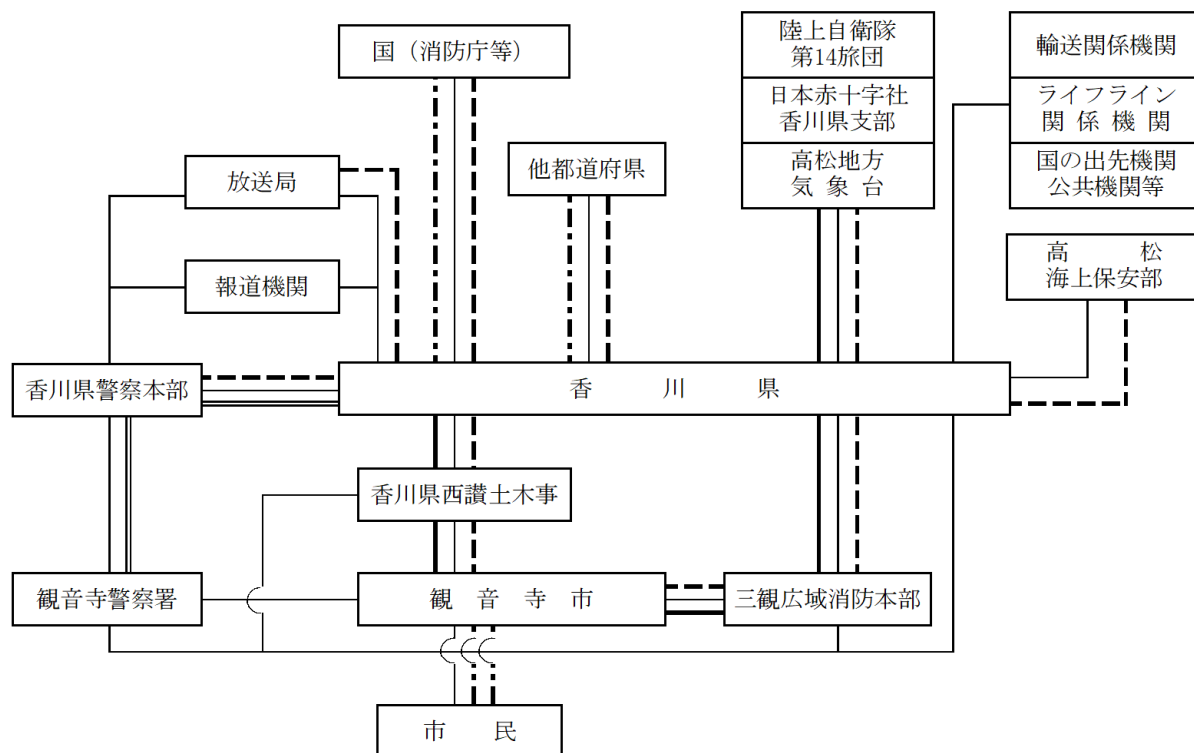 国（消防庁等）
陸上自衛隊
第14旅団
日本赤十字社
香川県支部
高松地方
気象台
輸送関係機関
ライフライン
関係機関
国の出先機関
公共機関等
放送局
他都道府県
報道機関
高松
海上保安部
香川県警察本部
香川県
香川県西讃土木事
観音寺警察署
観音寺市
三観広域消防本部
市民